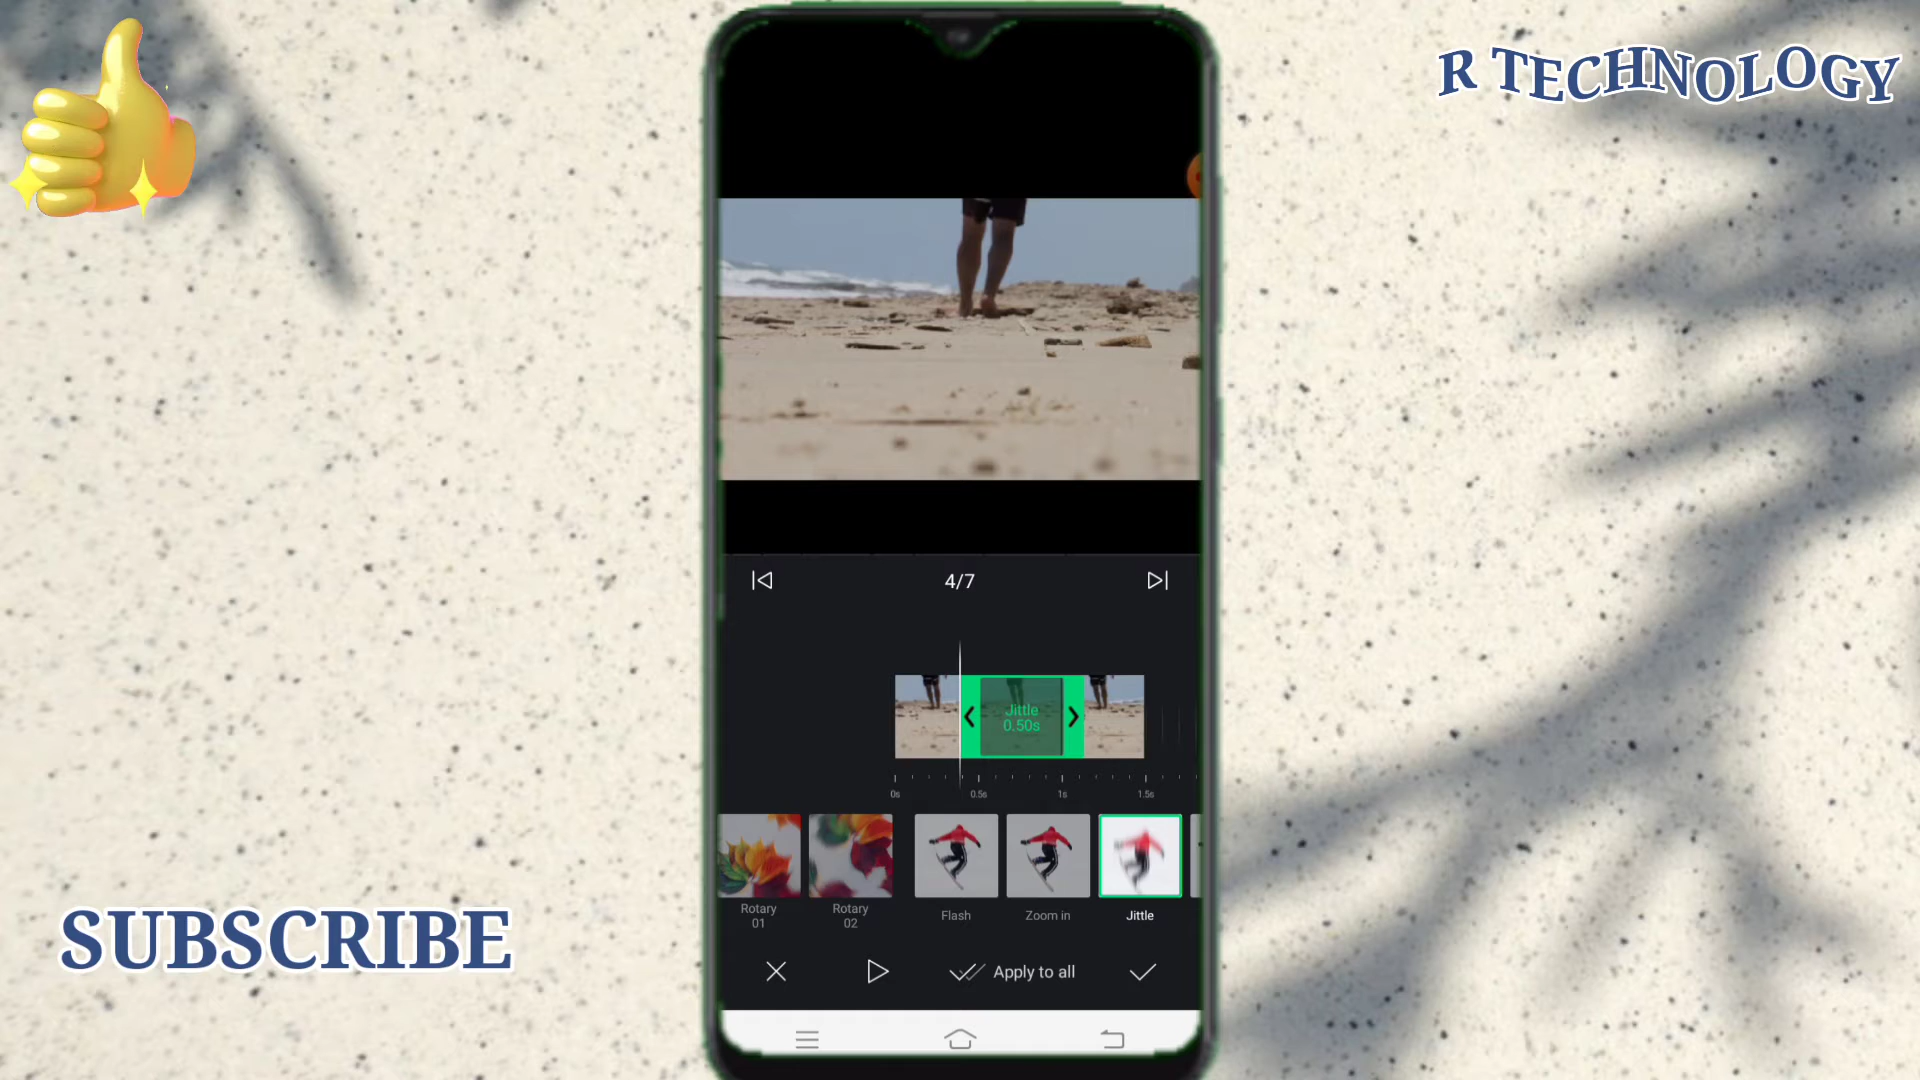 R TECHNOLOGY
4/7
Jittle
0.50s
0s 0.5s 1s 1.5s
Rotary
01
Rotary
02
Flash
Zoom in
Jittle
Apply to all
SUBSCRIBE